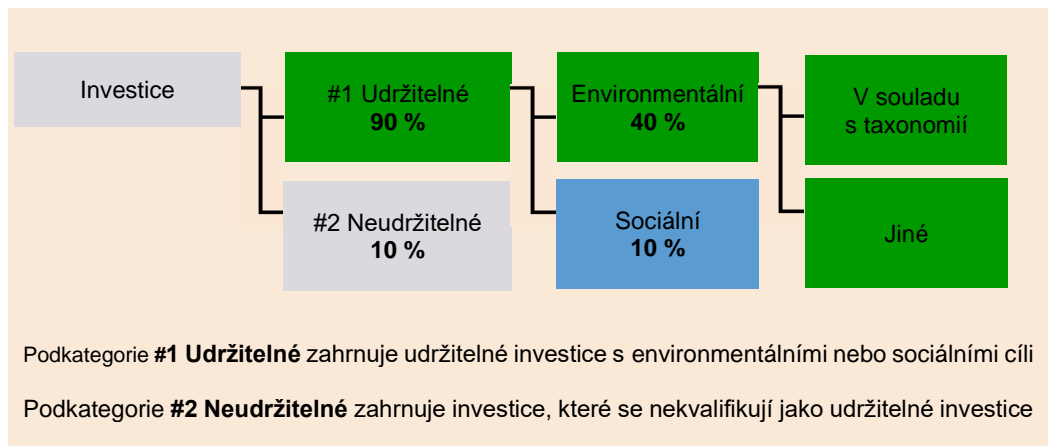 Investice
#1 Udržitelné
90 %
Environmentální
40 %
V souladu
s taxonomií
#2 Neudržitelné
10 %
Sociální
10 %
Jiné
Podkategorie #1 Udržitelné zahrnuje udržitelné investice s environmentálními nebo sociálními cíli
Podkategorie #2 Neudržitelné zahrnuje investice, které se nekvalifikují jako udržitelné investice